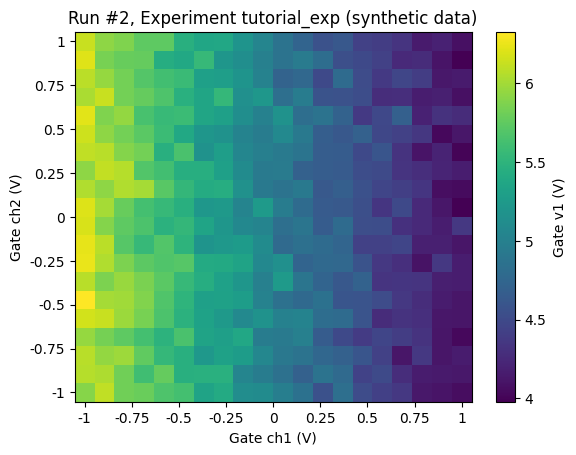 Run #2, Experiment tutorial_exp (synthetic data)
1
0.75
0.5
0.25
0
-0.25
-0.5
-0.75
-1
Gate ch2 (V)
-1 -0.75 -0.5 -0.25 0 0.25 0.5 0.75 1
Gate ch1 (V)
6
5.5
5
4.5
4
Gate v1 (V)